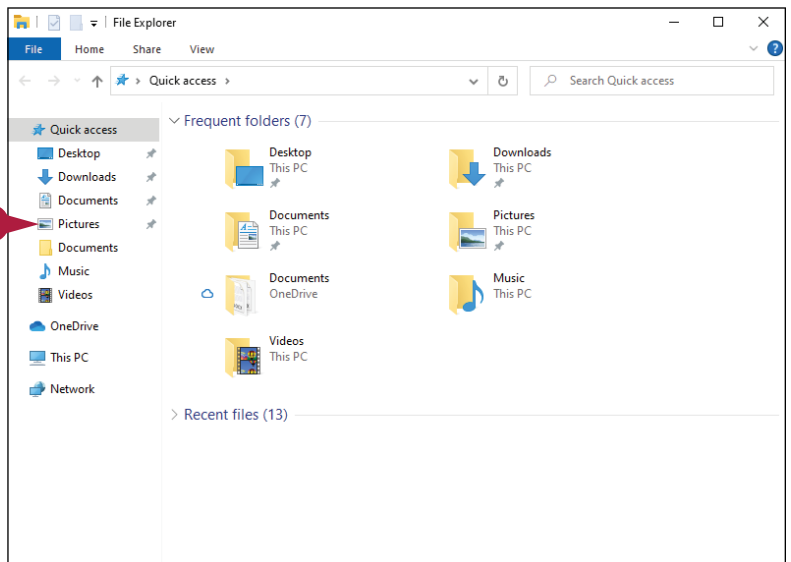 File Explorer
File Home Share View
Quick access
Search Quick access
Quick access
Desktop
Downloads
Documents
Pictures
Documents
Music
Videos
OneDrive
This PC
Network
Frequent folders (7)
Desktop
This PC
Downloads
This PC
Documents
This PC
Pictures
This PC
Documents
OneDrive
Music
This PC
Videos
This PC
Recent files (13)